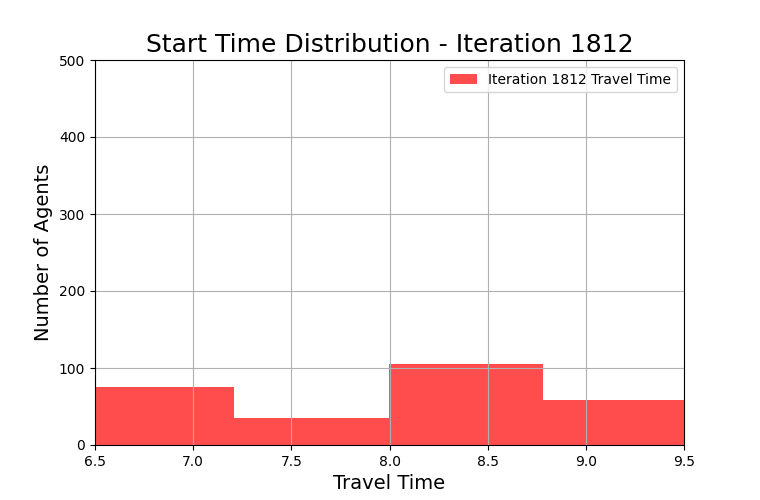 Start Time Distribution - Iteration 1812
Iteration 1812 Travel Time
Number of Agents
500
400
300
200
100
0
6.5 7.0 7.5 8.0 8.5 9.0 9.5
Travel Time